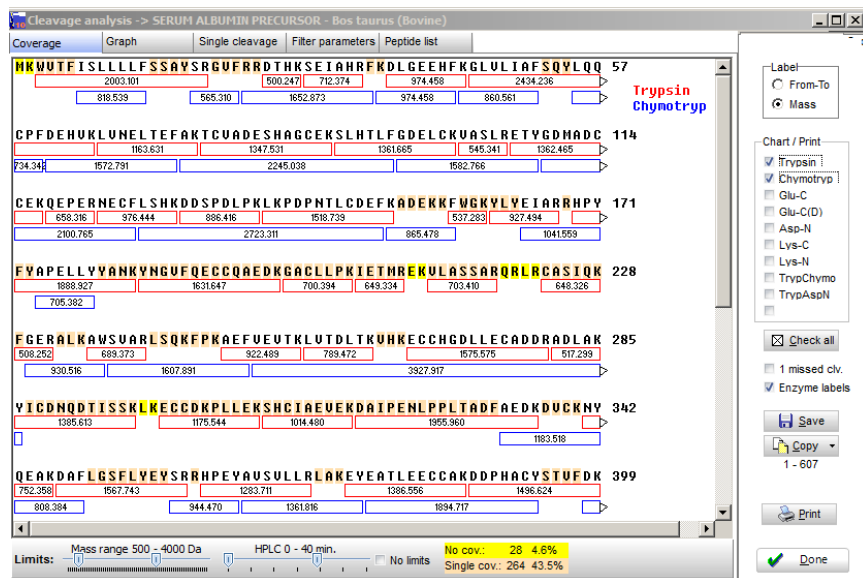 Cleavage analysis -> SERUM ALBUMIN PRECURSOR - Bos taurus (Bovine)
Coverage Graph Single cleavage Filter parameters Peptide list
MKWVTFISLLLLFSSAYSRGVFRRDTHKSEIAHRFKDLGEEHFKGLVLIAFSQYLQQ 57
2003.101 500.247 712.374 974.458 2434.236
818.539 565.310 1652.873 974.458 860.561
Trypsin
Chymotryp
CPFDEHVKLVNELTEFAKTCVADESHAGCEKSLHTLFGDELCKVASLRETYGDMADC 114
1163.631 1347.531 1361.665 545.341 1362.465
734.342 1572.791 2245.038 1582.766
CEKQEPERNECFLSHKDDSPDLPKLKPDPNTLCDEFKADEKKFWGKYLYEIARRHPY 171
658.316 976.444 886.416 1518.739 537.283 927.494
2100.765 2723.311 865.478 1041.559
FYAPELLYYANKYNGVFQECCQAEDKGACLLPKIETMREKVLASSARQRLRCASIQK 228
1888.927 1631.647 700.394 649.334 703.410 648.326
705.382
FGERALKAWSVARLSQKFPKAEFVEVTKLVTDLTKVHKECCHGDLLECADDRADLAK 285
508.252 689.373 922.489 789.472 1575.575 517.299
930.516 1607.891 3927.917
YICDNQDTISSKLKECCDKPLLEKSHCIAEVEKDAIPENLPPLTADFAEDKDVCKNY 342
1385.613 1175.544 1014.480 1955.960
1183.518
QEAKDAFLGSFLYEYSRRHPEYAVSVLLRLAKEYEATLEECCAKDDPHACYSTVFDK 399
752.358 1567.743 1283.711 1386.556 1496.624
808.384 944.470 1361.816 1894.717
Label
From-To
Mass
Chart / Print
Trypsin
Chymotryp
Glu-C
Glu-C(D)
Asp-N
Lys-C
Lys-N
TrypChymo
TrypAspN
Check all
1 missed clv.
Enzyme labels
Save
Copy
1 - 607
Print
Done
Limits: Mass range 500 - 4000 Da HPLC 0 - 40 min. No limits
No cov.: 28 4.6%
Single cov.: 264 43.5%